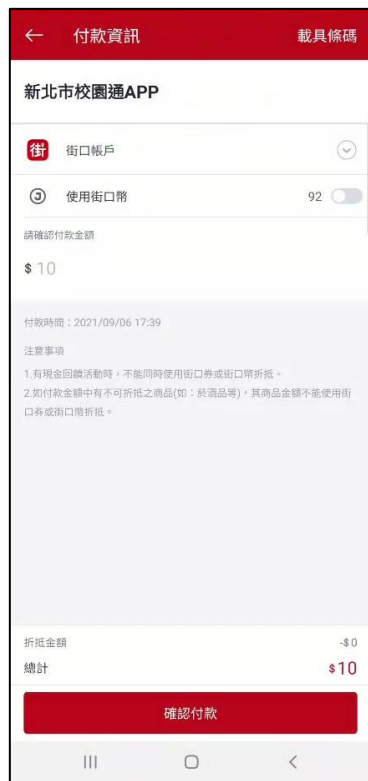 付款資訊 載具條碼
新北市校園通APP
街 街口帳戶
使用街口幣 92
請確認付款金額
$ 10
付款時間：2021/09/06 17:39
注意事項
1.有現金回饋活動時，不能同時使用街口券或街口幣折抵。
2.如付款金額中有不可折抵之商品(如：菸酒品等)，其商品金額不能使用街
口券或街口幣折抵。
折抵金額 -$0
總計 $10
確認付款